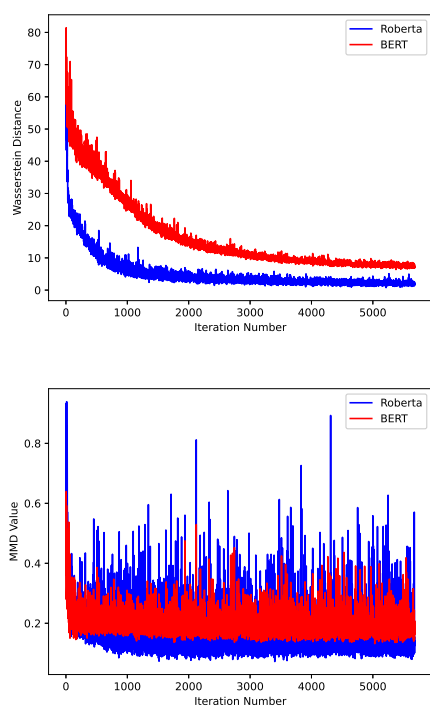 Roberta
BERT
80
70
60
50
40
30
20
10
0
Wasserstein Distance
0 1000 2000 3000 4000 5000
Iteration Number
Roberta
BERT
0.8
0.6
0.4
0.2
MMD Value
0 1000 2000 3000 4000 5000
Iteration Number